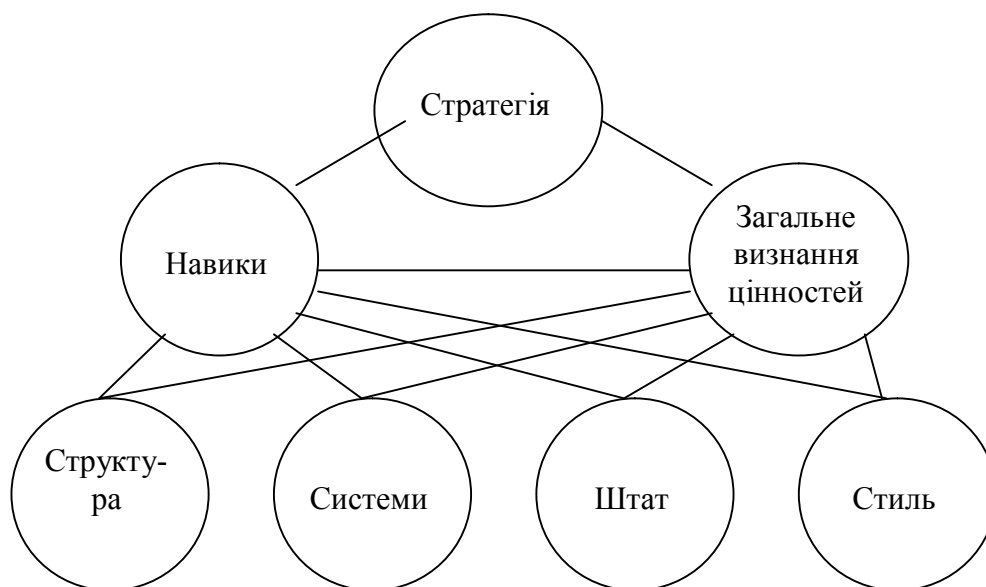 Стратегія
Навики
Загальне
визнання
цінностей
Структу-
ра
Системи
Штат
Стиль